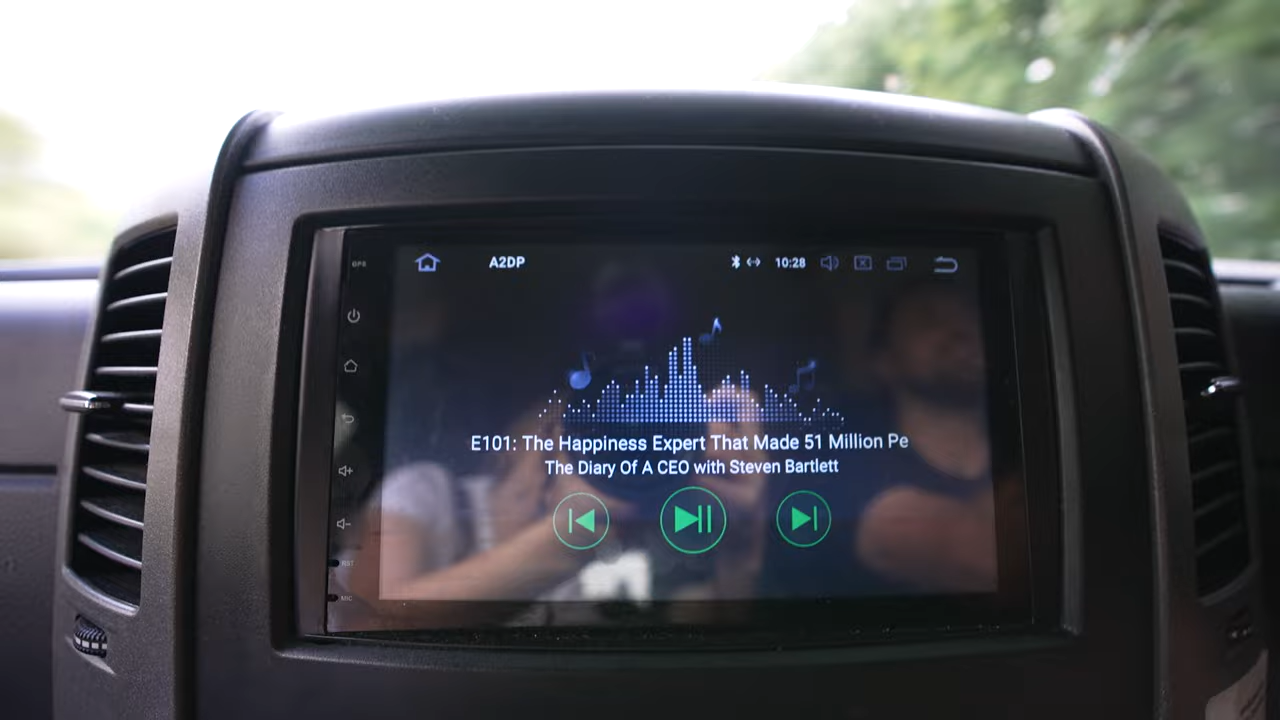 A2DP
10:28
GPS
E101: The Happiness Expert That Made 51 Million Pe
The Diary Of A CEO with Steven Bartlett
RST
MIC